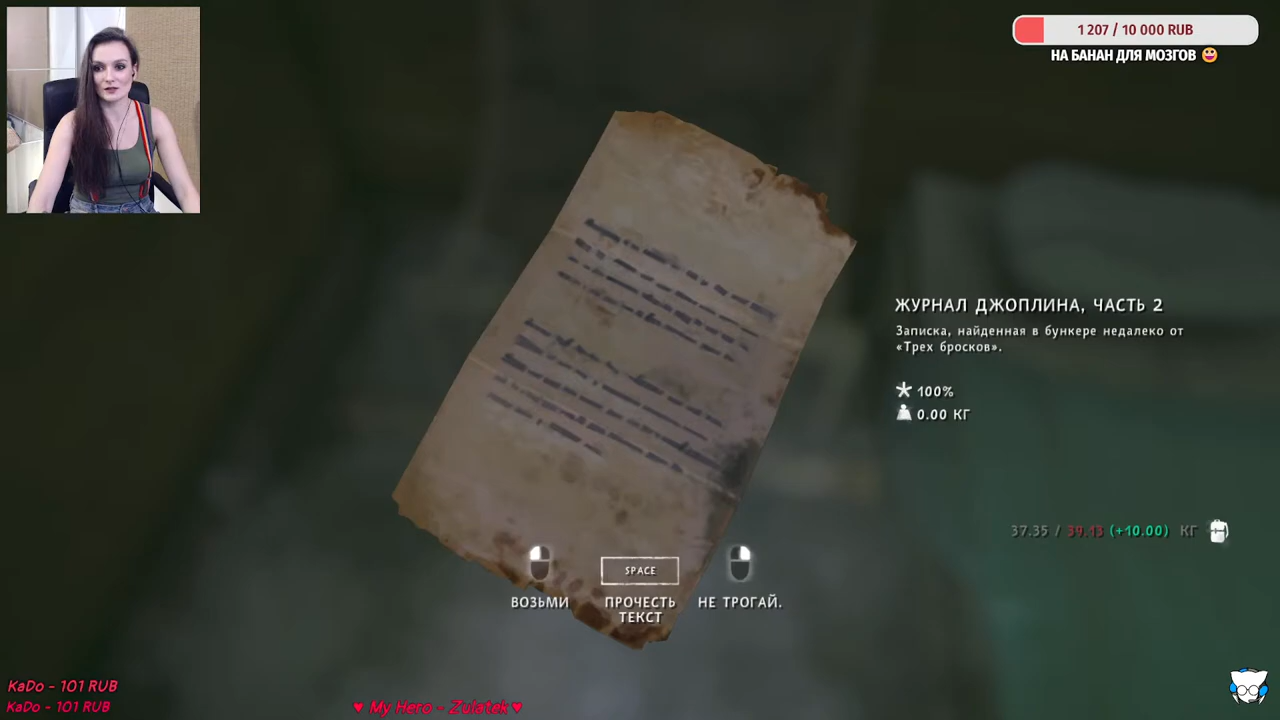 1 207 / 10 000 RUB
НА БАНАН ДЛЯ МОЗГОВ
ЖУРНАЛ ДЖОПЛИНА, ЧАСТЬ 2
Записка, найденная в бункере недалеко от
«Трех бросков».
100%
0.00 КГ
37.35 / 39.13 (+10.00) КГ
SPACE
ВОЗЬМИ
ПРОЧЕСТЬ
ТЕКСТ
НЕ ТРОГАЙ.
KaDo - 101 RUB
KaDo - 101 RUB
♥ My Hero - Zulatek ♥